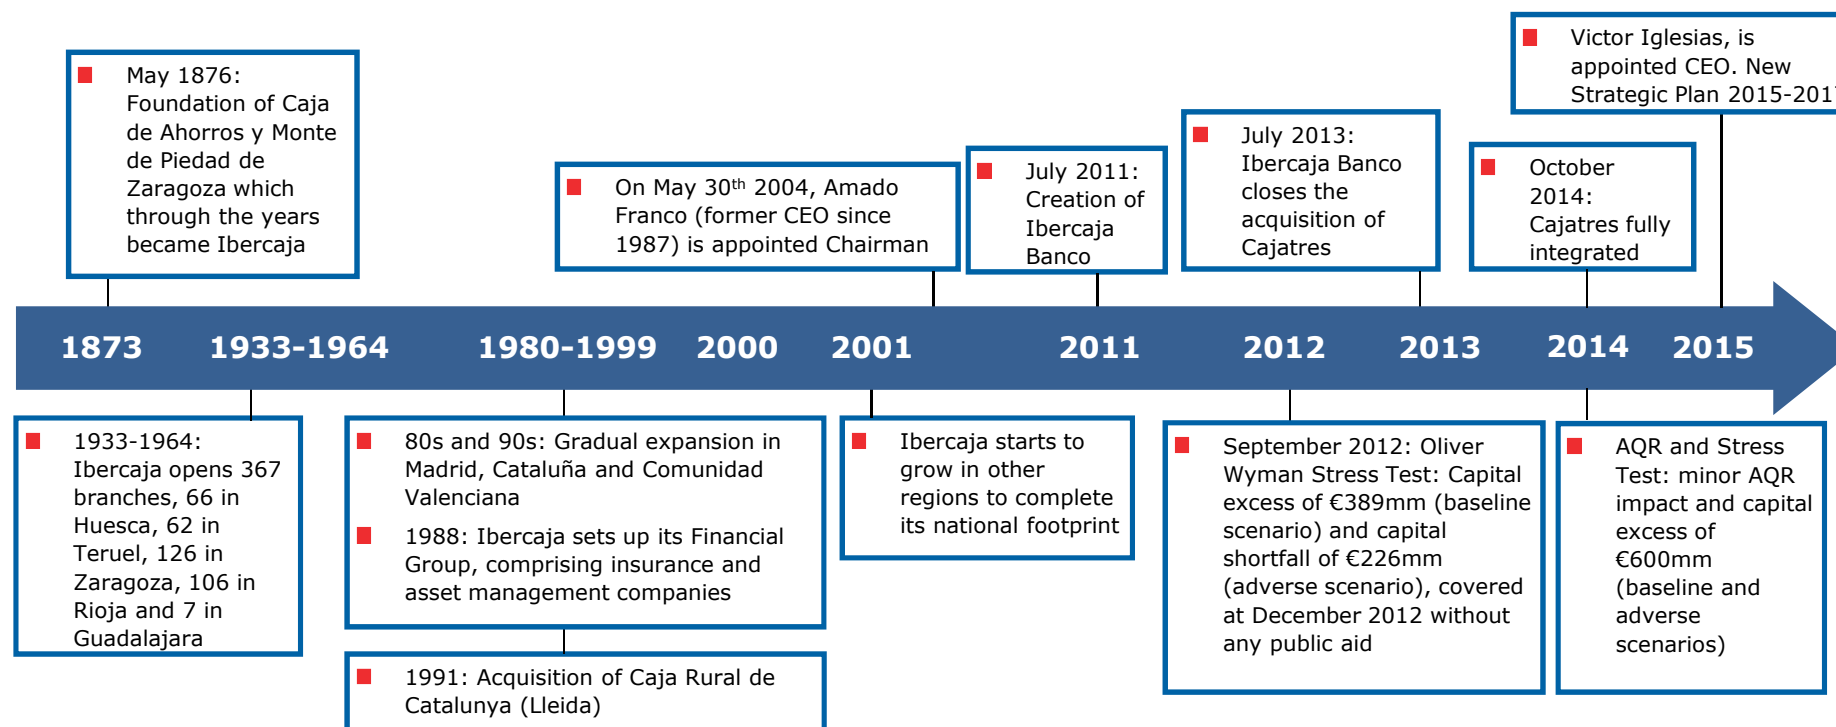 Victor Iglesias, is
appointed CEO. New
Strategic Plan 2015-201
May 1876:
Foundation of Caja
de Ahorros y Monte
de Piedad de
Zaragoza which
through the years
became Ibercaja
On May 30th 2004, Amado
Franco (former CEO since
1987) is appointed Chairman
July 2011:
Creation of
Ibercaja
Banco
July 2013:
Ibercaja Banco
closes the
acquisition of
Cajatres
October
2014:
Cajatres fully
integrated
1873 1933-1964 1980-1999 2000 2001 2011 2012 2013 2014 2015
1933-1964:
Ibercaja opens 367
branches, 66 in
Huesca, 62 in
Teruel, 126 in
Zaragoza, 106 in
Rioja and 7 in
Guadalajara
80s and 90s: Gradual expansion in
Madrid, Cataluña and Comunidad
Valenciana
1988: Ibercaja sets up its Financial
Group, comprising insurance and
asset management companies
1991: Acquisition of Caja Rural de
Catalunya (Lleida)
Ibercaja starts to
grow in other
regions to complete
its national footprint
September 2012: Oliver
Wyman Stress Test: Capital
excess of €389mm (baseline
scenario) and capital
shortfall of €226mm
(adverse scenario), covered
at December 2012 without
any public aid
AQR and Stress
Test: minor AQR
impact and capital
excess of
€600mm
(baseline and
adverse
scenarios)